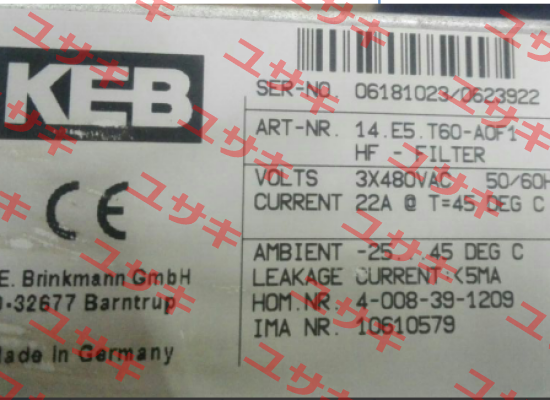 KEB
SER-NO. 06181023/0623922
ART-NR. 14.E5.T60-A0F1
HF - FILTER
VOLTS 3X480VAC 50/60H
CURRENT 22A @ T=45 DEG C
CE
AMBIENT -25 45 DEG C
LEAKAGE CURRENT:<5MA
HOM.NR. 4-008-39-1209
IMA NR. 10610579
E. Brinkmann GmbH
-32677 Barntrup
Made in Germany
ユサキ